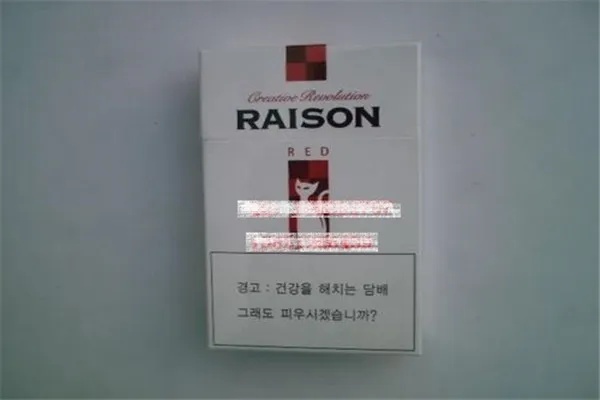 Creative Revolution
RAISON
RED
경고 : 건강을 해치는 담배
그래도 피우시겠습니까?